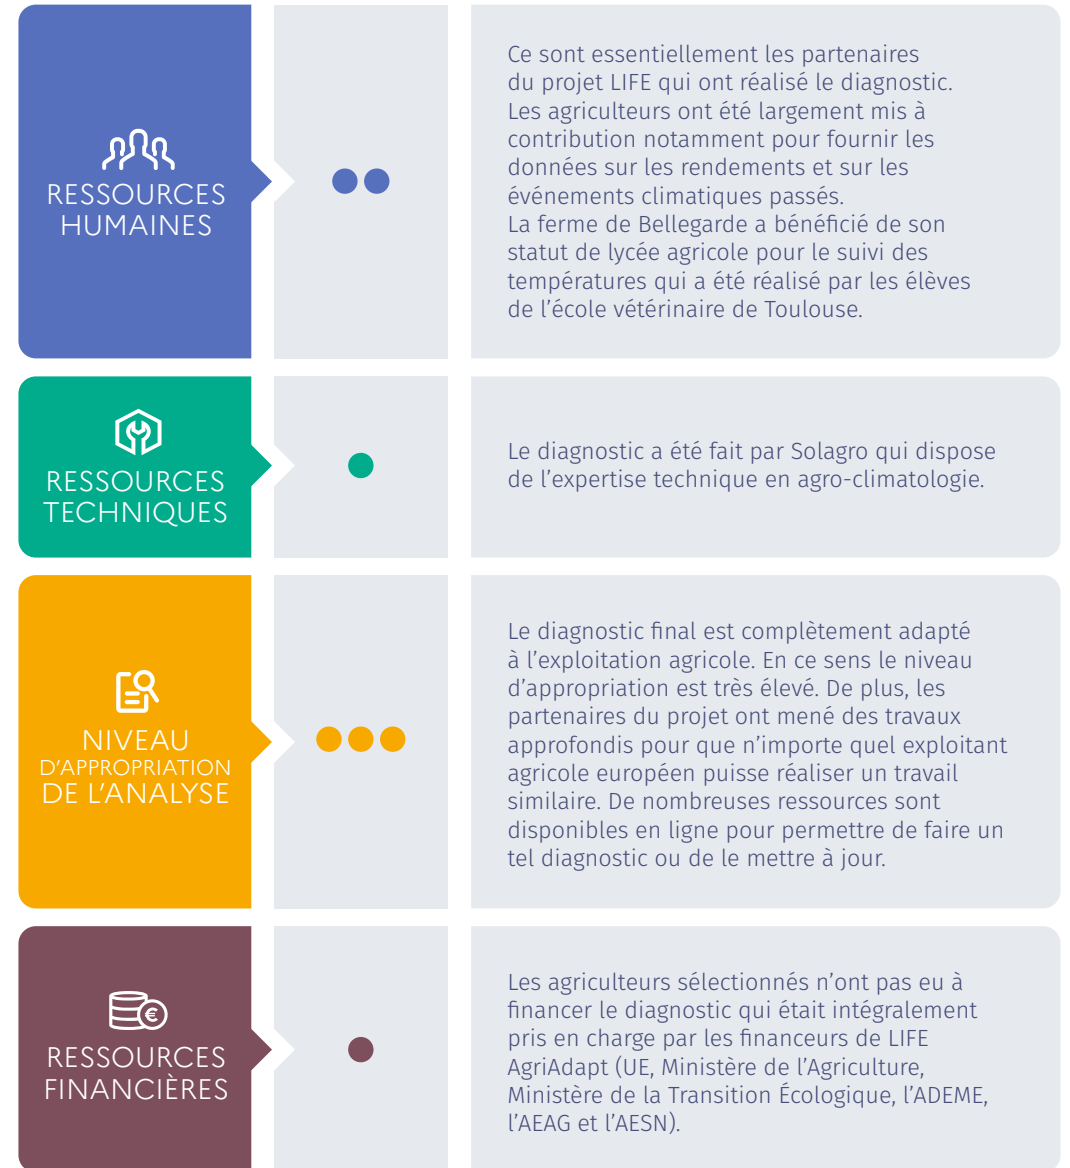 RESSOURCES
HUMAINES
Ce sont essentiellement les partenaires
du projet LIFE qui ont réalisé le diagnostic.
Les agriculteurs ont été largement mis à
contribution notamment pour fournir les
données sur les rendements et sur les
événements climatiques passés.
La ferme de Bellegarde a bénéficié de son
statut de lycée agricole pour le suivi des
températures qui a été réalisé par les élèves
de l’école vétérinaire de Toulouse.
RESSOURCES
TECHNIQUES
Le diagnostic a été fait par Solagro qui dispose
de l’expertise technique en agro-climatologie.
NIVEAU
D’APPROPRIATION
DE L’ANALYSE
Le diagnostic final est complètement adapté
à l’exploitation agricole. En ce sens le niveau
d’appropriation est très élevé. De plus, les
partenaires du projet ont mené des travaux
approfondis pour que n’importe quel exploitant
agricole européen puisse réaliser un travail
similaire. De nombreuses ressources sont
disponibles en ligne pour permettre de faire un
tel diagnostic ou de le mettre à jour.
RESSOURCES
FINANCIÈRES
Les agriculteurs sélectionnés n’ont pas eu à
financer le diagnostic qui était intégralement
pris en charge par les financeurs de LIFE
AgriAdapt (UE, Ministère de l’Agriculture,
Ministère de la Transition Écologique, l’ADEME,
l’AEAG et l’AESN).